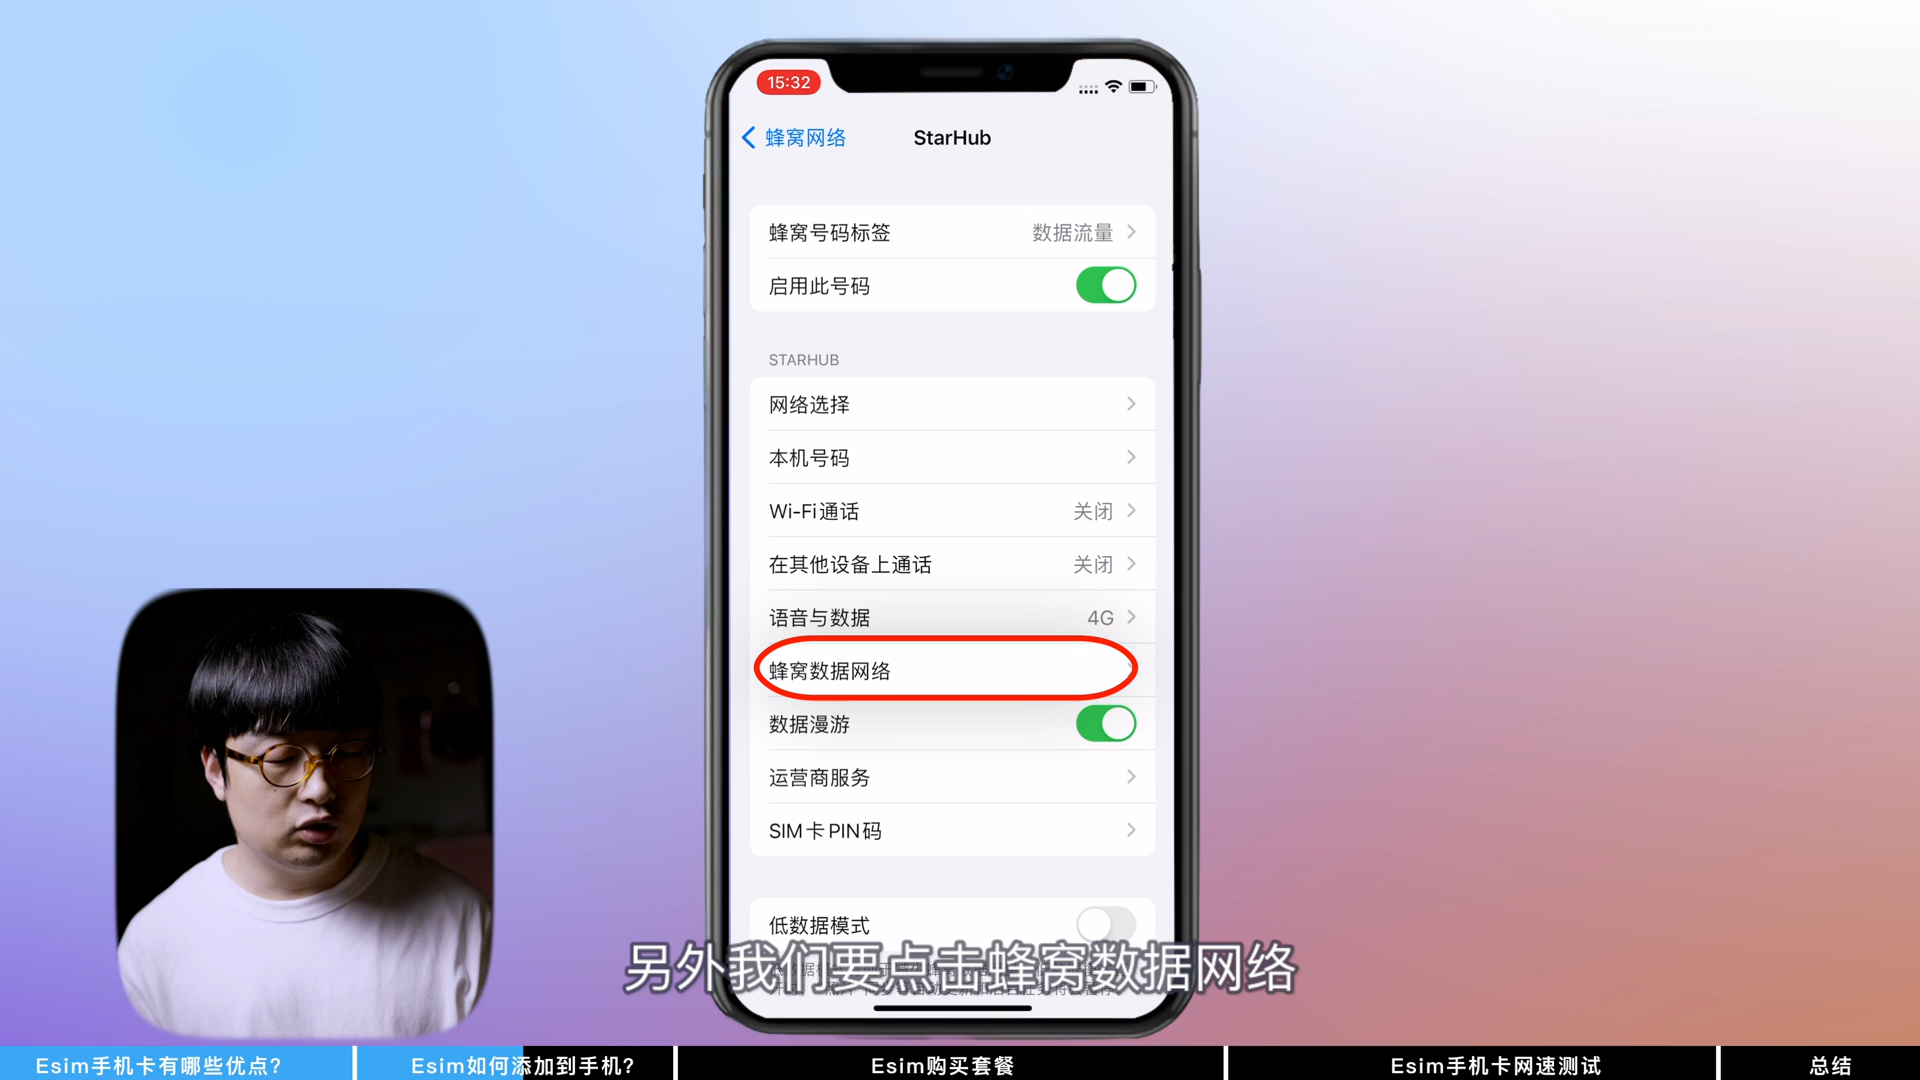 15:32
蜂窝网络
StarHub
蜂窝号码标签 数据流量
启用此号码
STARHUB
网络选择
本机号码
Wi-Fi通话 关闭
在其他设备上通话 关闭
语音与数据 4G
蜂窝数据网络
数据漫游
运营商服务
SIM卡PIN码
低数据模式
另外我们要点击蜂窝数据网络
Esim手机卡有哪些优点?
Esim如何添加到手机?
Esim购买套餐
Esim手机卡网速测试
总结